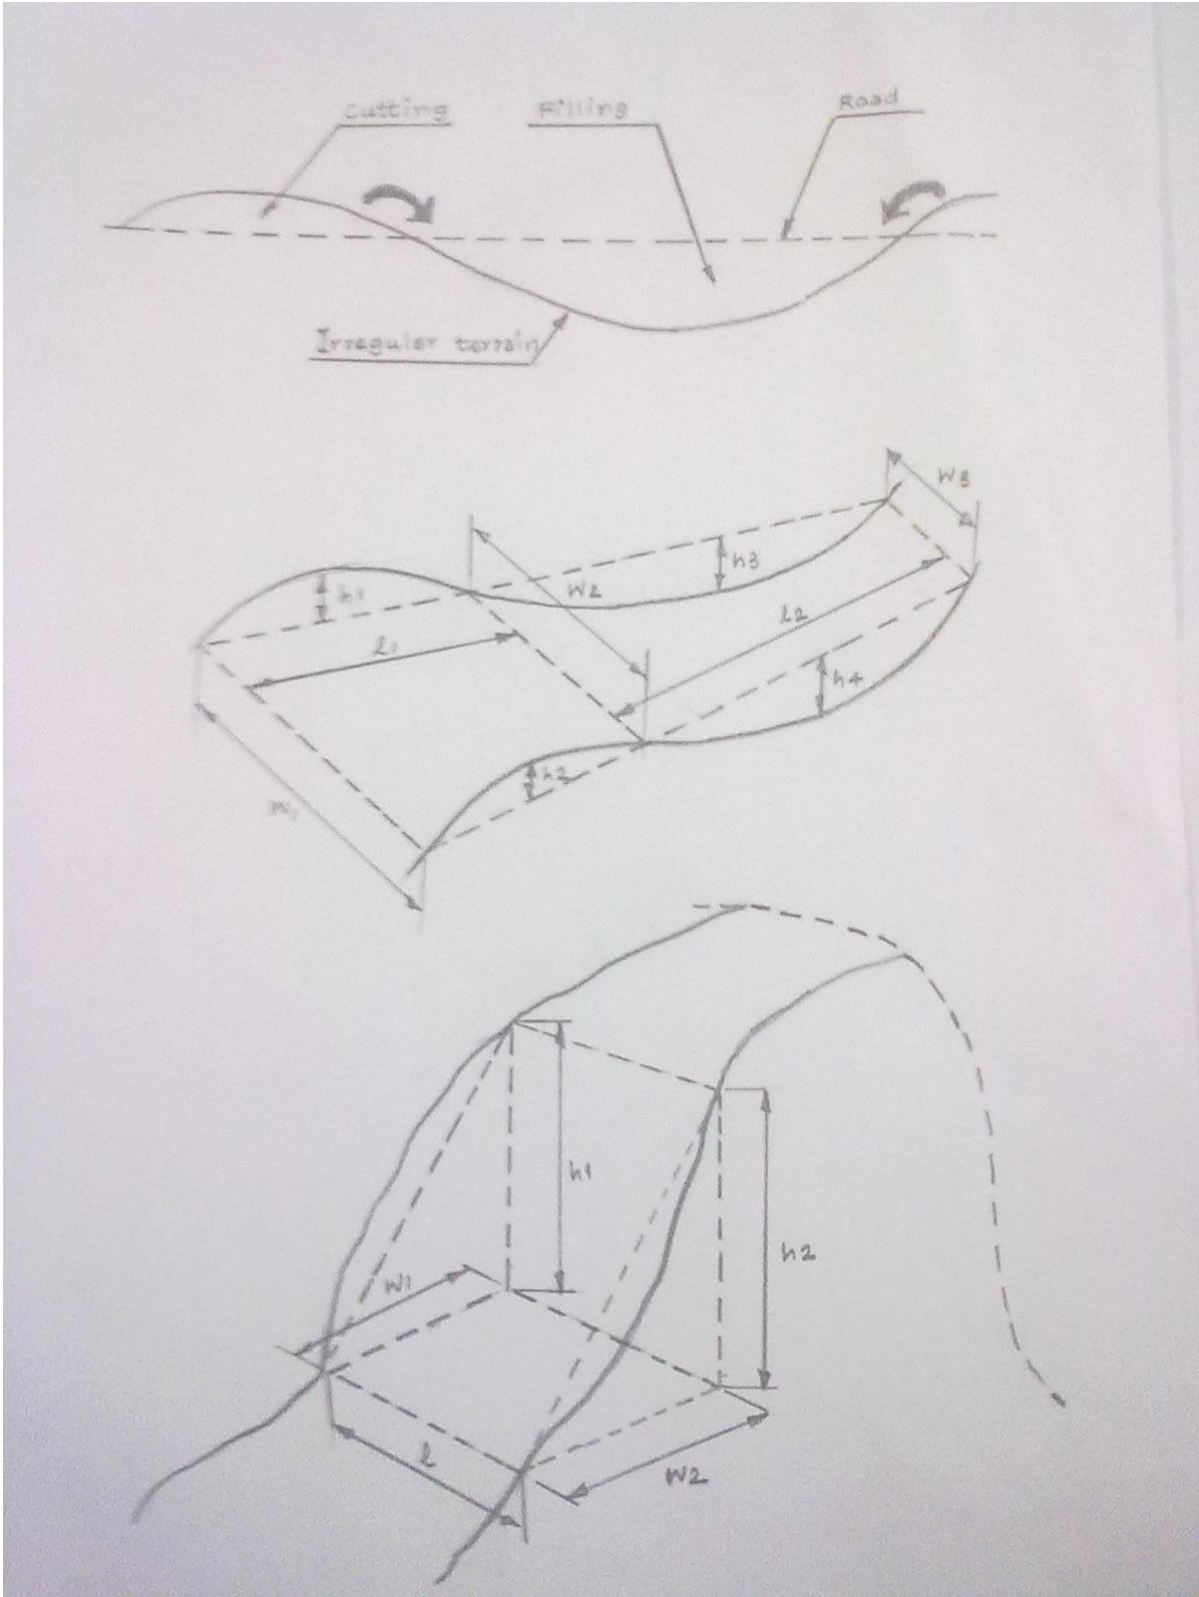 Cutting
Filling
Road
Irregular terrain
W3
h3
W2
h1
l2
l1
h4
h2
W1
h1
h2
W1
l
W2